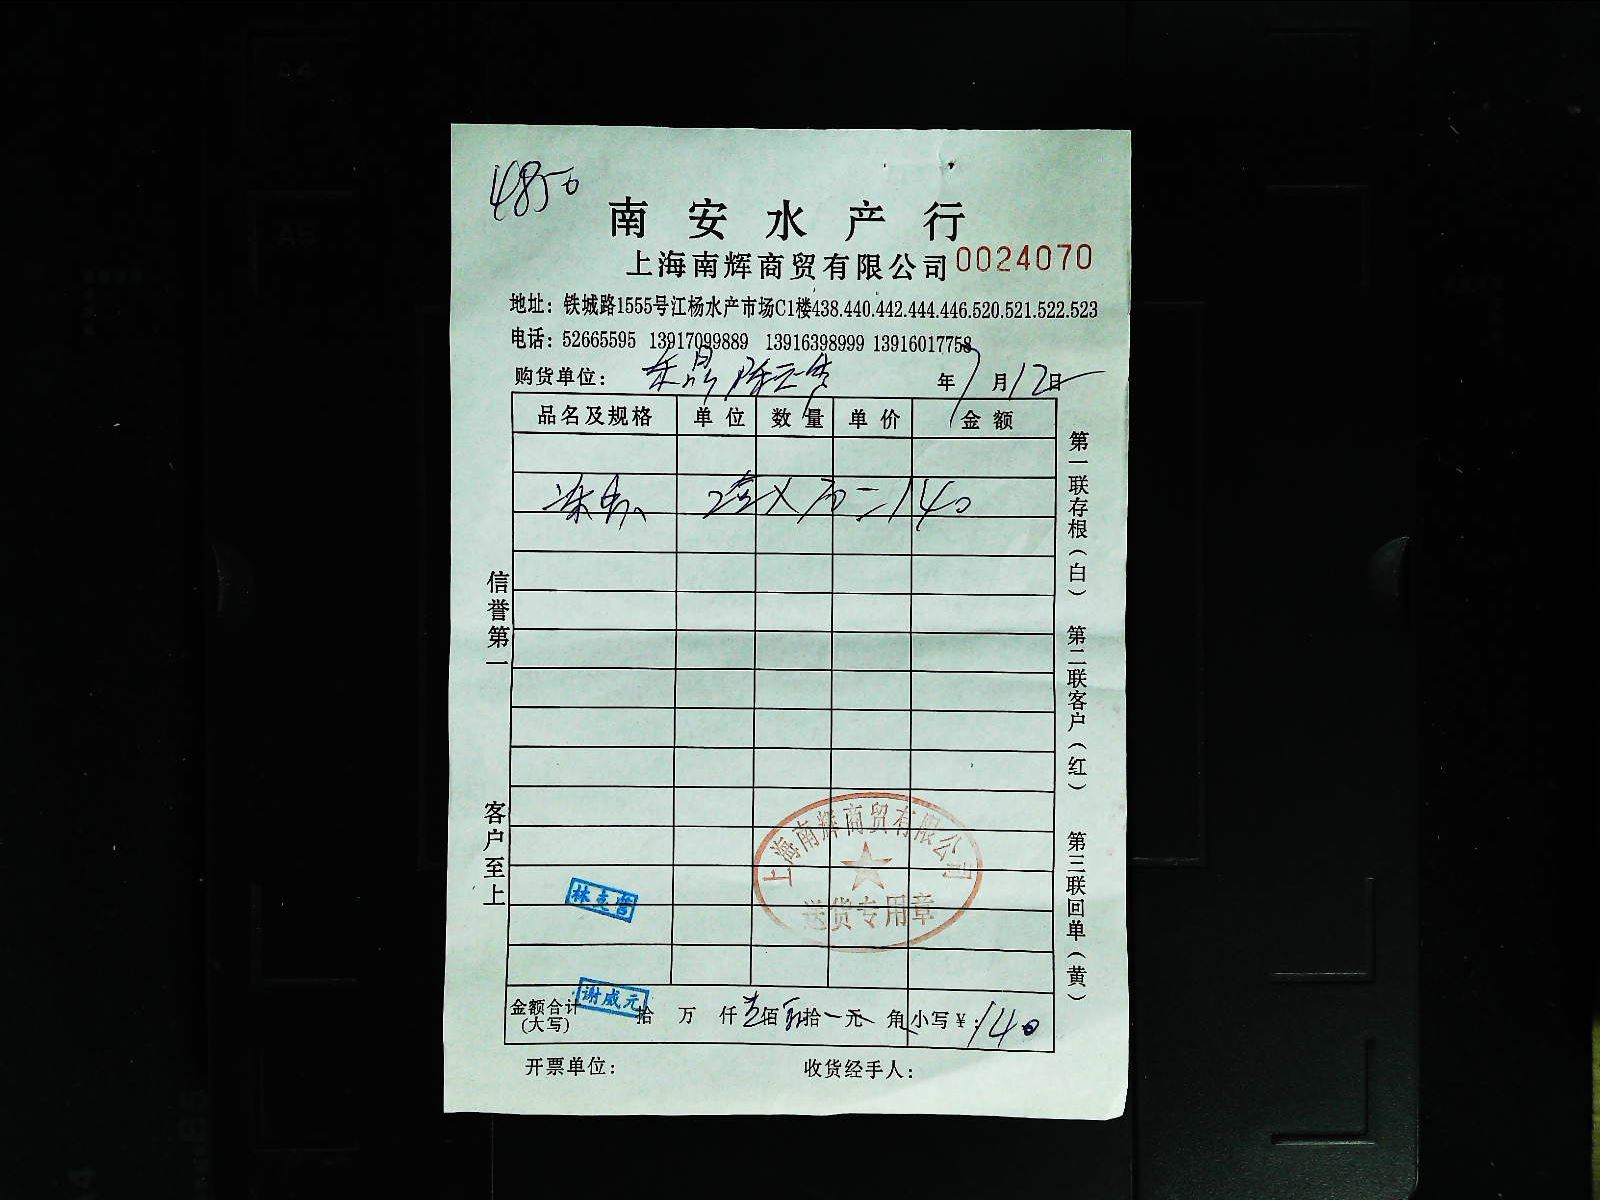 4850
南安水产行
上海南辉商贸有限公司 0024070
地址：铁城路1555号江杨水产市场C1楼438.440.442.444.446.520.521.522.523
电话：52665595 13917099889 13916398999 13916017758
购货单位： 年 7月12日
品名及规格 单位 数量 单价 金额
140
信誉第一
客户至上
第一联存根（白） 第二联客户（红） 第三联回单（黄）
上海南辉商贸有限公司
送货专用章
林克营
谢威元
金额合计（大写） 拾 万 仟 壹佰 拾 元 角 小写￥：140
开票单位： 收货经手人：